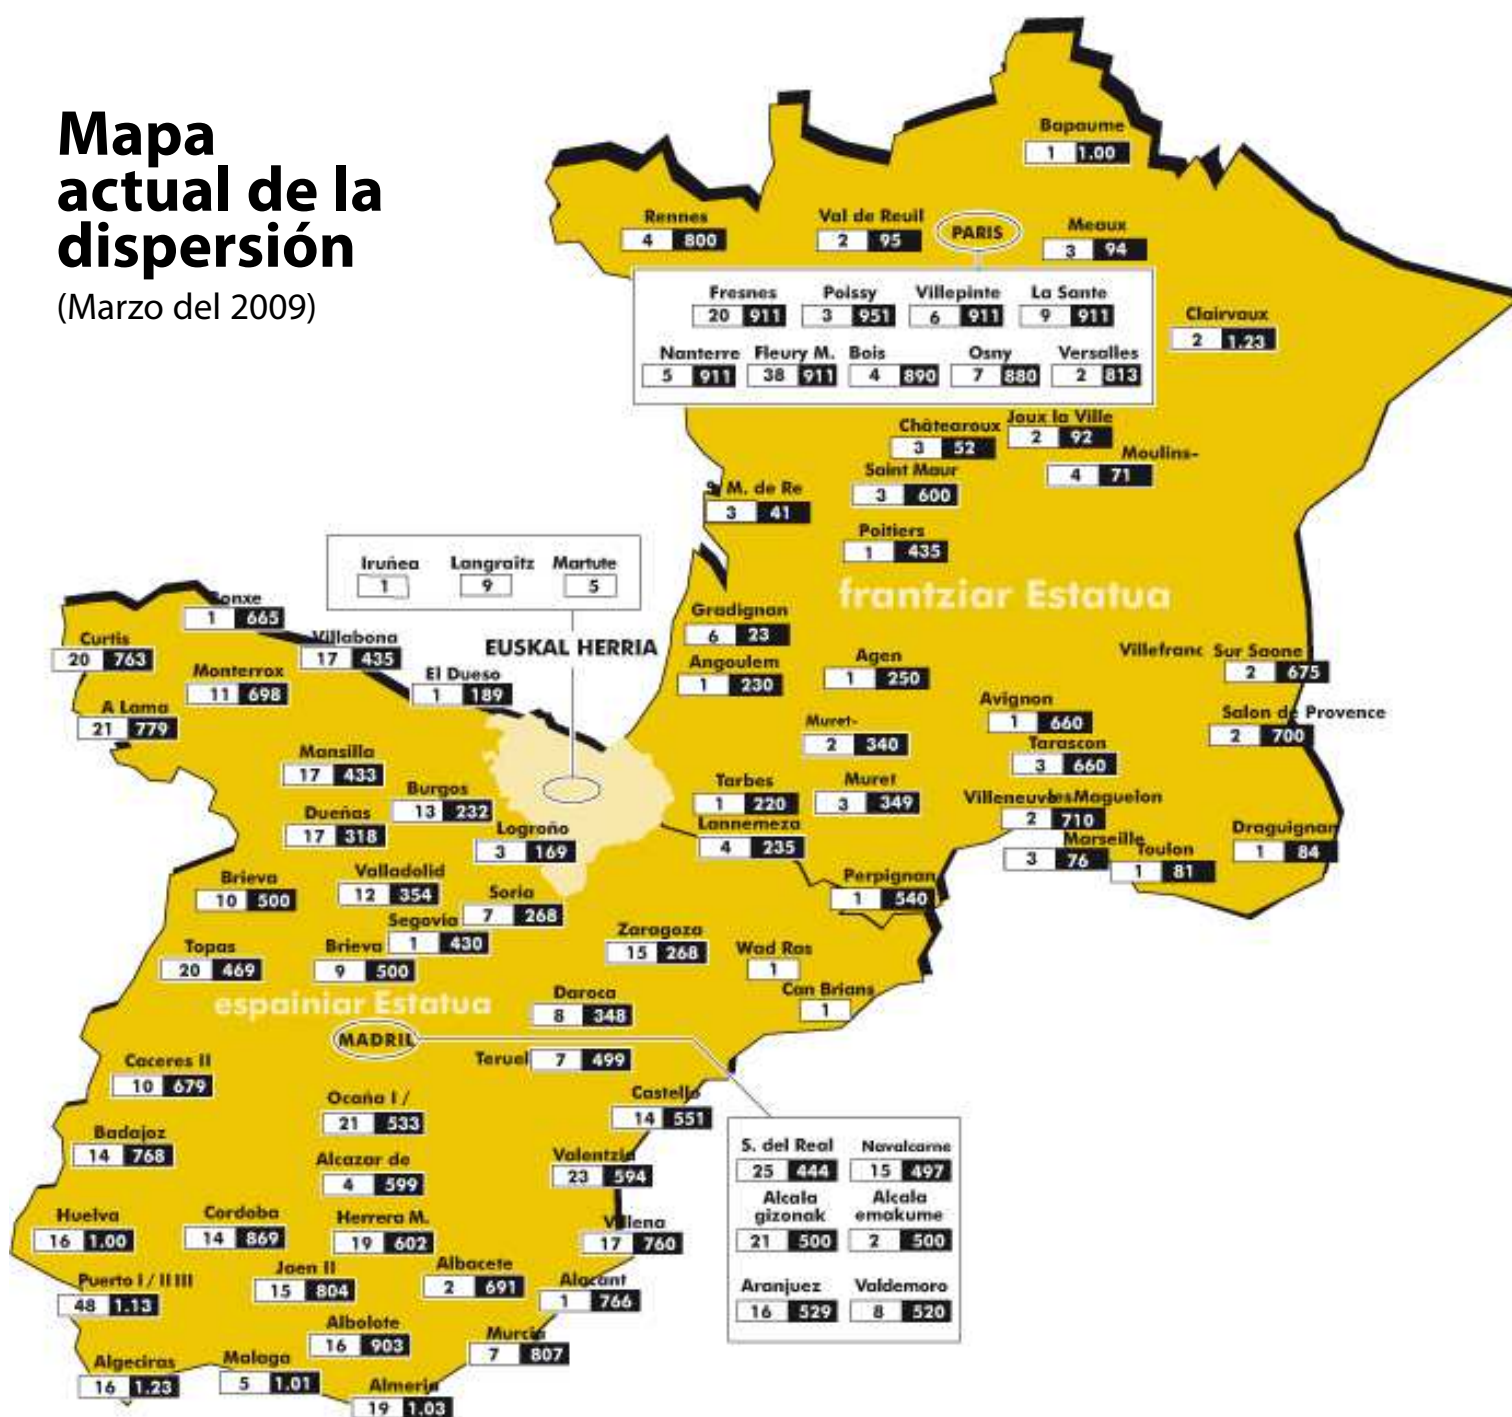 Mapa
actual de la
dispersión
(Marzo del 2009)
Bapaume
1 1.00
Rennes
4 800
Val de Reuil
2 95
PARIS
Meaux
3 94
Fresnes
20 911
Poissy
3 951
Villepinte
6 911
La Sante
9 911
Nanterre
5 911
Fleury M.
38 911
Bois
4 890
Osny
7 880
Versalles
2 813
Clairvaux
2 1.23
Châtearoux
3 52
Joux la Ville
2 92
Moulins-
4 71
Saint Maur
3 600
M. de Re
3 41
Poitiers
1 435
frantziar Estatua
Iruñea
1
Langraitz
9
Martute
5
EUSKAL HERRIA
Gradignan
6 23
Angoulem
1 230
Agen
1 250
Villefranc Sur Saone
2 675
Avignon
1 660
Salon de Provence
2 700
Muret-
2 340
Tarascon
3 660
Tarbes
1 220
Muret
3 349
Villeneuve les Maguelon
2 710
Lannemeza
4 235
Marseille
3 76
Toulon
1 81
Draguignan
1 84
Perpignan
1 540
Bonxe
1 665
Curtis
20 763
Villabona
17 435
Monterrox
11 698
El Dueso
1 189
A Lama
21 779
Mansilla
17 433
Burgos
13 232
Dueñas
17 318
Logroño
3 169
Valladolid
12 354
Brieva
10 500
Soria
7 268
Segovia
1 430
Topas
20 469
Brieva
9 500
Zaragoza
15 268
Wad Ras
1
Can Brians
1
espainiar Estatua
Daroca
8 348
MADRIL
Teruel 7 499
Caceres II
10 679
Ocaña I /
21 533
Castello
14 551
Badajoz
14 768
Alcazar de
4 599
Valentzia
23 594
S. del Real
25 444
Navalcarne
15 497
Alcala
gizonak
21 500
Alcala
emakume
2 500
Aranjuez
16 529
Valdemoro
8 520
Huelva
16 1.00
Cordoba
14 869
Herrera M.
19 602
Villena
17 760
Puerto I / II III
48 1.13
Jaen II
15 804
Albacete
2 691
Alacant
1 766
Albolote
16 903
Murcia
7 807
Algeciras
16 1.23
Malaga
5 1.01
Almeria
19 1.03